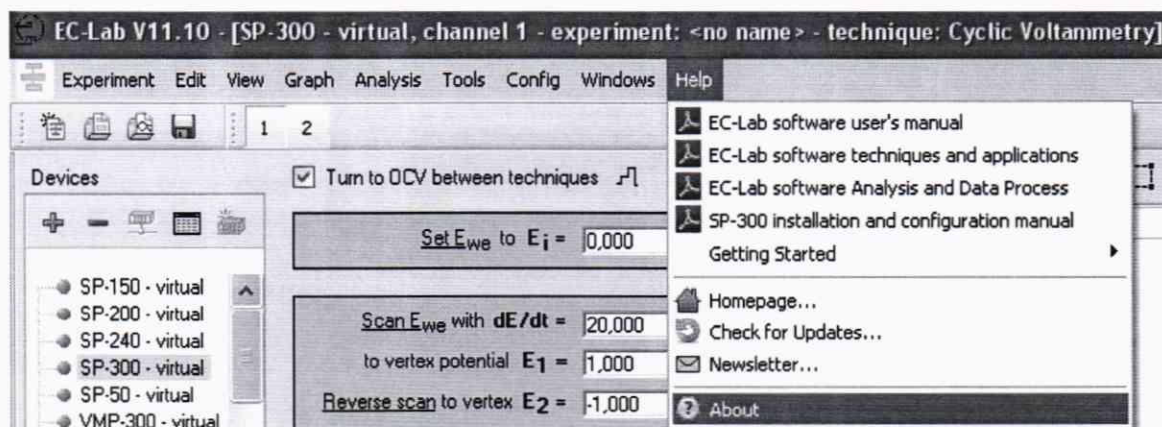 EC-Lab V11.10 - [SP-300 - virtual, channel 1 - experiment: <no name> - technique: Cyclic Voltammetry]
Experiment Edit View Graph Analysis Tools Config Windows Help
1 2
EC-Lab software user's manual
EC-Lab software techniques and applications
EC-Lab software Analysis and Data Process
SP-300 installation and configuration manual
Getting Started
Homepage...
Check for Updates...
Newsletter...
About
Devices
SP-150 - virtual
SP-200 - virtual
SP-240 - virtual
SP-300 - virtual
SP-50 - virtual
VMP-300 - virtual
Turn to OCV between techniques
Set Ewe to Ei = 0,000
Scan Ewe with dE/dt = 20,000
to vertex potential E1 = 1,000
Reverse scan to vertex E2 = -1,000